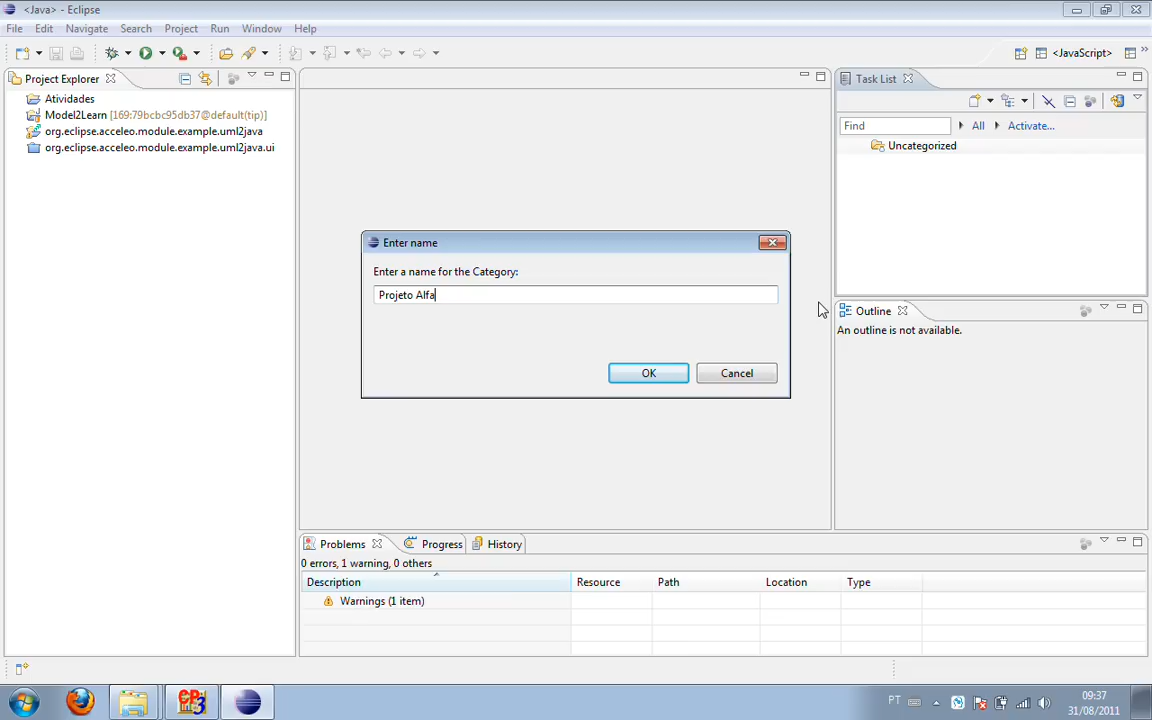 <Java> - Eclipse
File Edit Navigate Search Project Run Window Help
<JavaScript>
Project Explorer
Atividades
Model2Learn [169:79bcbc95db37@default(tip)]
org.eclipse.acceleo.module.example.uml2java
org.eclipse.acceleo.module.example.uml2java.ui
Task List
Find All Activate...
Uncategorized
Enter name
Enter a name for the Category:
Projeto Alfa
OK Cancel
Outline
An outline is not available.
Problems Progress History
0 errors, 1 warning, 0 others
Description Resource Path Location Type
Warnings (1 item)
PT
09:37
31/08/2011